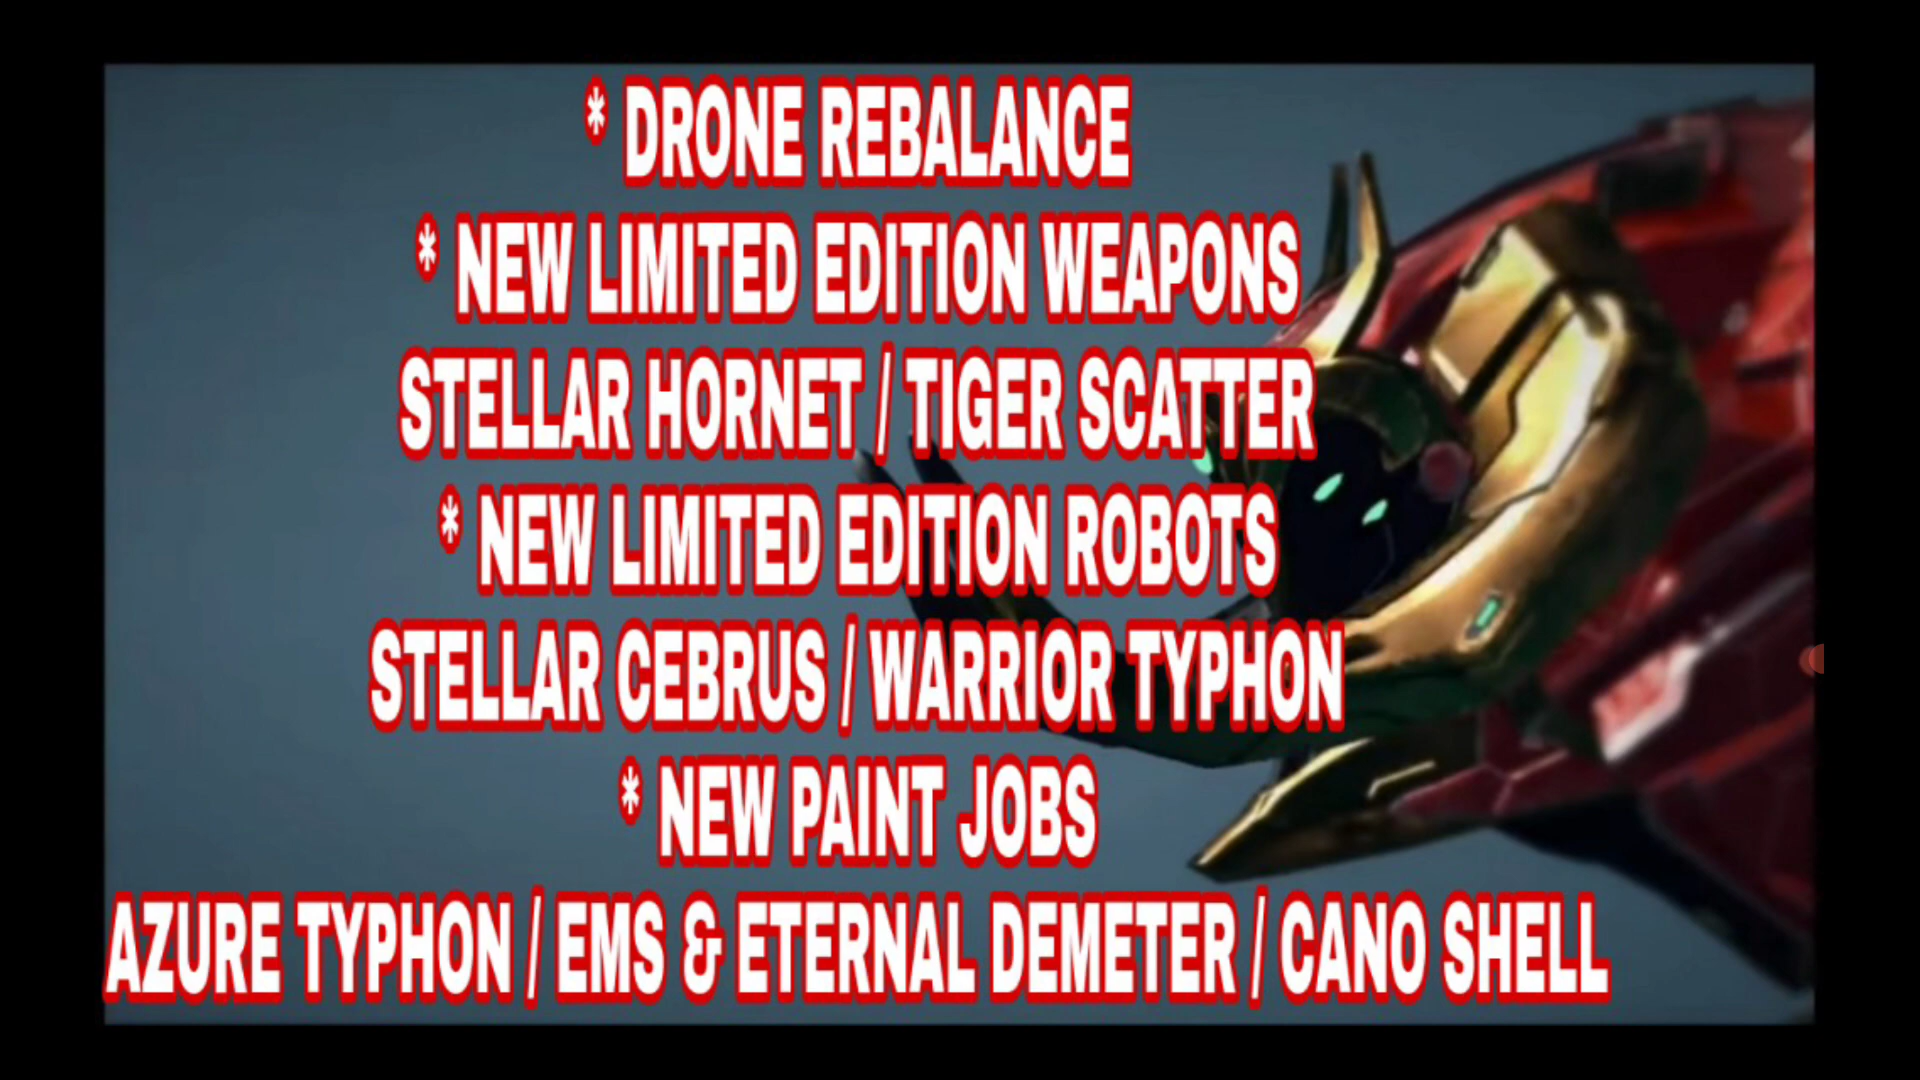 * DRONE REBALANCE
* NEW LIMITED EDITION WEAPONS
STELLAR HORNET / TIGER SCATTER
* NEW LIMITED EDITION ROBOTS
STELLAR CEBRUS / WARRIOR TYPHON
* NEW PAINT JOBS
AZURE TYPHON / EMS & ETERNAL DEMETER / CANO SHELL